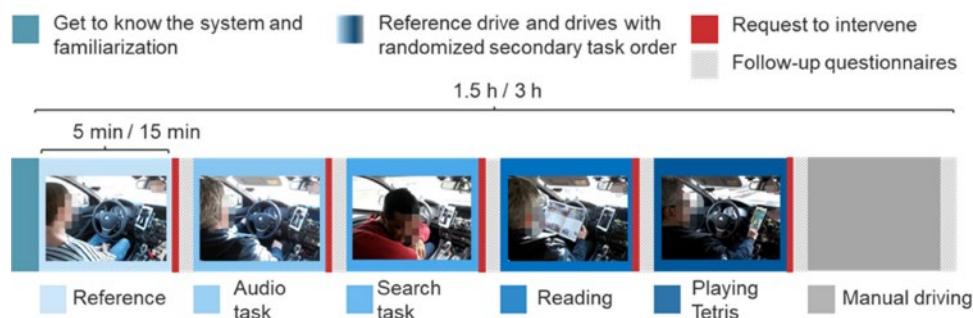 Get to know the system and
familiarization
Reference drive and drives with
randomized secondary task order
Request to intervene
Follow-up questionnaires
1.5 h / 3 h
5 min / 15 min
Reference
Audio
task
Search
task
Reading
Playing
Tetris
Manual driving